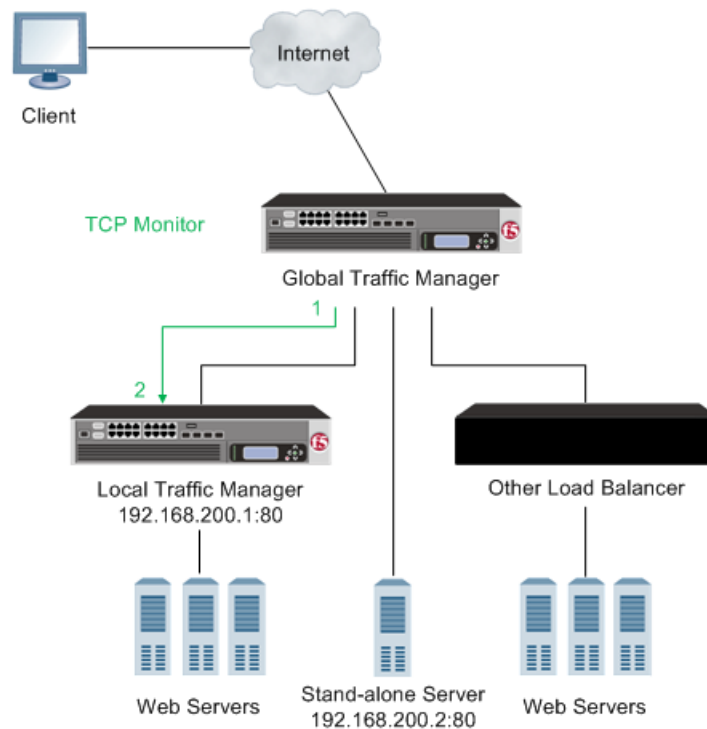 Internet
Client
TCP Monitor
f5
Global Traffic Manager
1
2
f5
Local Traffic Manager
192.168.200.1:80
Other Load Balancer
Web Servers
Stand-alone Server
192.168.200.2:80
Web Servers